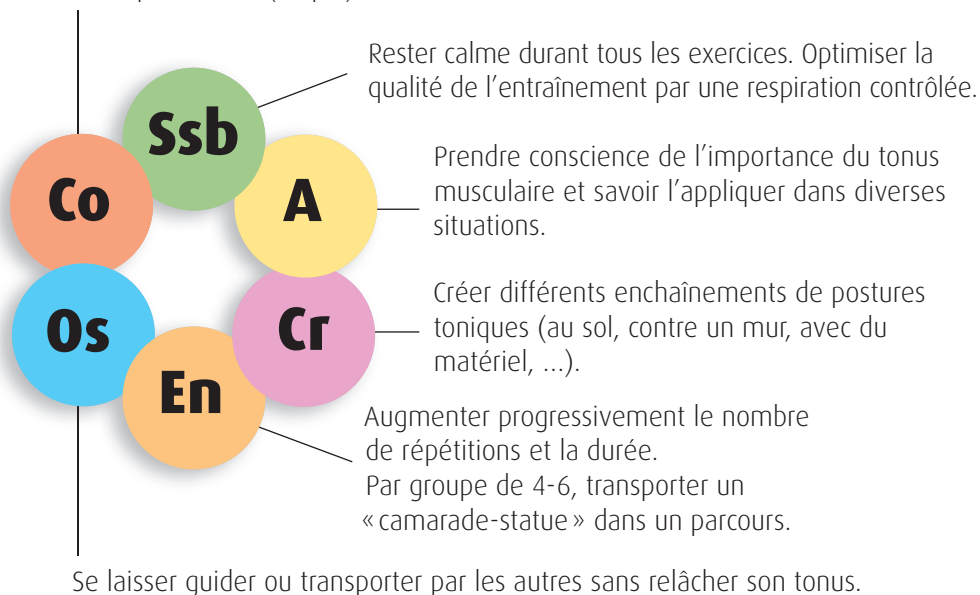 Rester calme durant tous les exercices. Optimiser la
qualité de l'entraînement par une respiration contrôlée.
Ssb
Prendre conscience de l'importance du tonus
musculaire et savoir l'appliquer dans diverses
situations.
Co
A
Créer différents enchaînements de postures
toniques (au sol, contre un mur, avec du
matériel, ...).
Os
Cr
En
Augmenter progressivement le nombre
de répétitions et la durée.
Par groupe de 4-6, transporter un
« camarade-statue » dans un parcours.
Se laisser guider ou transporter par les autres sans relâcher son tonus.